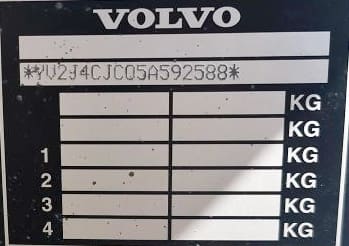 VOLVO
*YV2J4CJC05A592588*
KG
KG
1 KG
2 KG
3 KG
4 KG